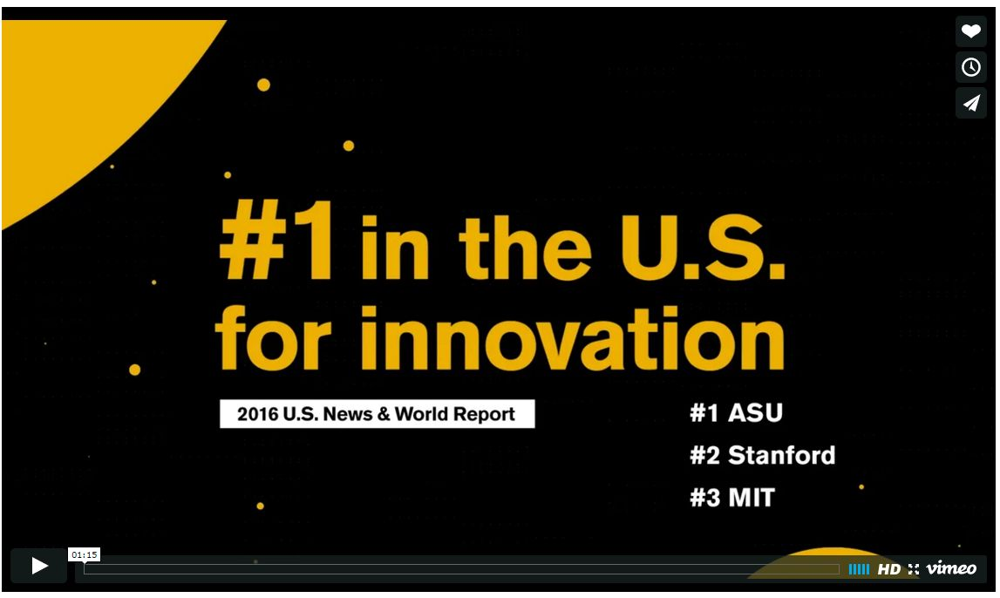 #1 in the U.S.
for innovation
2016 U.S. News & World Report
#1 ASU
#2 Stanford
#3 MIT
01:15
HD vimeo